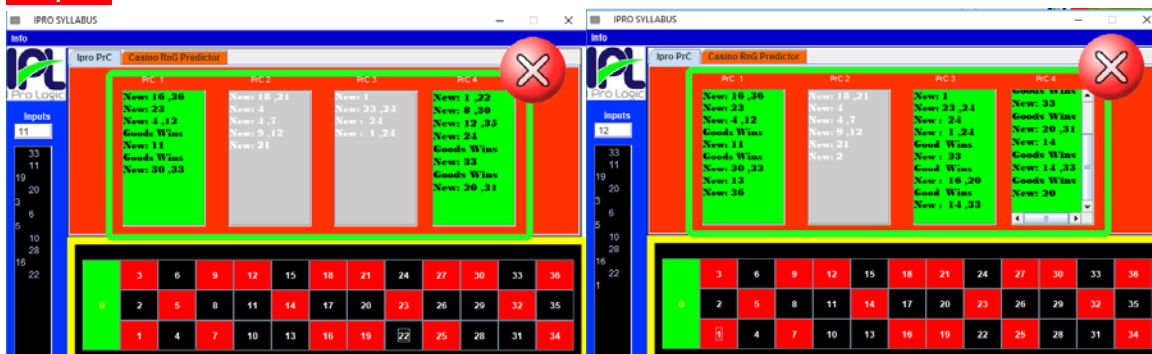 IPRO SYLLABUS
Info
IPL
I Pro Logic
Ipro PrC
Casino RnG Predictor
Inputs
11
33
11
19
20
3
6
5
10
28
16
22
PrC 1
New: 16 ,36
New: 23
New: 4 ,12
Goods Wins
New: 11
Goods Wins
New: 30 ,33
PrC 2
New: 18 ,21
New: 4
New: 4 ,7
New: 9 ,12
New: 21
PrC 3
New: 1
New: 23 ,24
New : 24
New : 1 ,24
PrC 4
New: 1 ,22
New: 8 ,30
New: 12 ,35
New: 24
Goods Wins
New: 33
Goods Wins
New: 20 ,31
3 6 9 12 15 18 21 24 27 30 33 36
0 2 5 8 11 14 17 20 23 26 29 32 35
1 4 7 10 13 16 19 22 25 28 31 34
IPRO SYLLABUS
Info
IPL
I Pro Logic
Ipro PrC
Casino RnG Predictor
Inputs
12
33
11
19
20
3
6
5
10
28
16
22
1
PrC 1
New: 16 ,36
New: 23
New: 4 ,12
Goods Wins
New: 11
Goods Wins
New: 30 ,33
New: 13
New: 36
PrC 2
New: 18 ,21
New: 4
New: 4 ,7
New: 9 ,12
New: 21
New: 2
PrC 3
New: 1
New: 23 ,24
New : 24
New : 1 ,24
Good Wins
New : 33
Good Wins
New : 16 ,20
Good Wins
New : 14 ,33
PrC 4
Goods Wins
New: 33
Goods Wins
New: 20 ,31
New: 14
Goods Wins
New: 14 ,33
Goods Wins
New: 20
3 6 9 12 15 18 21 24 27 30 33 36
0 2 5 8 11 14 17 20 23 26 29 32 35
1 4 7 10 13 16 19 22 25 28 31 34